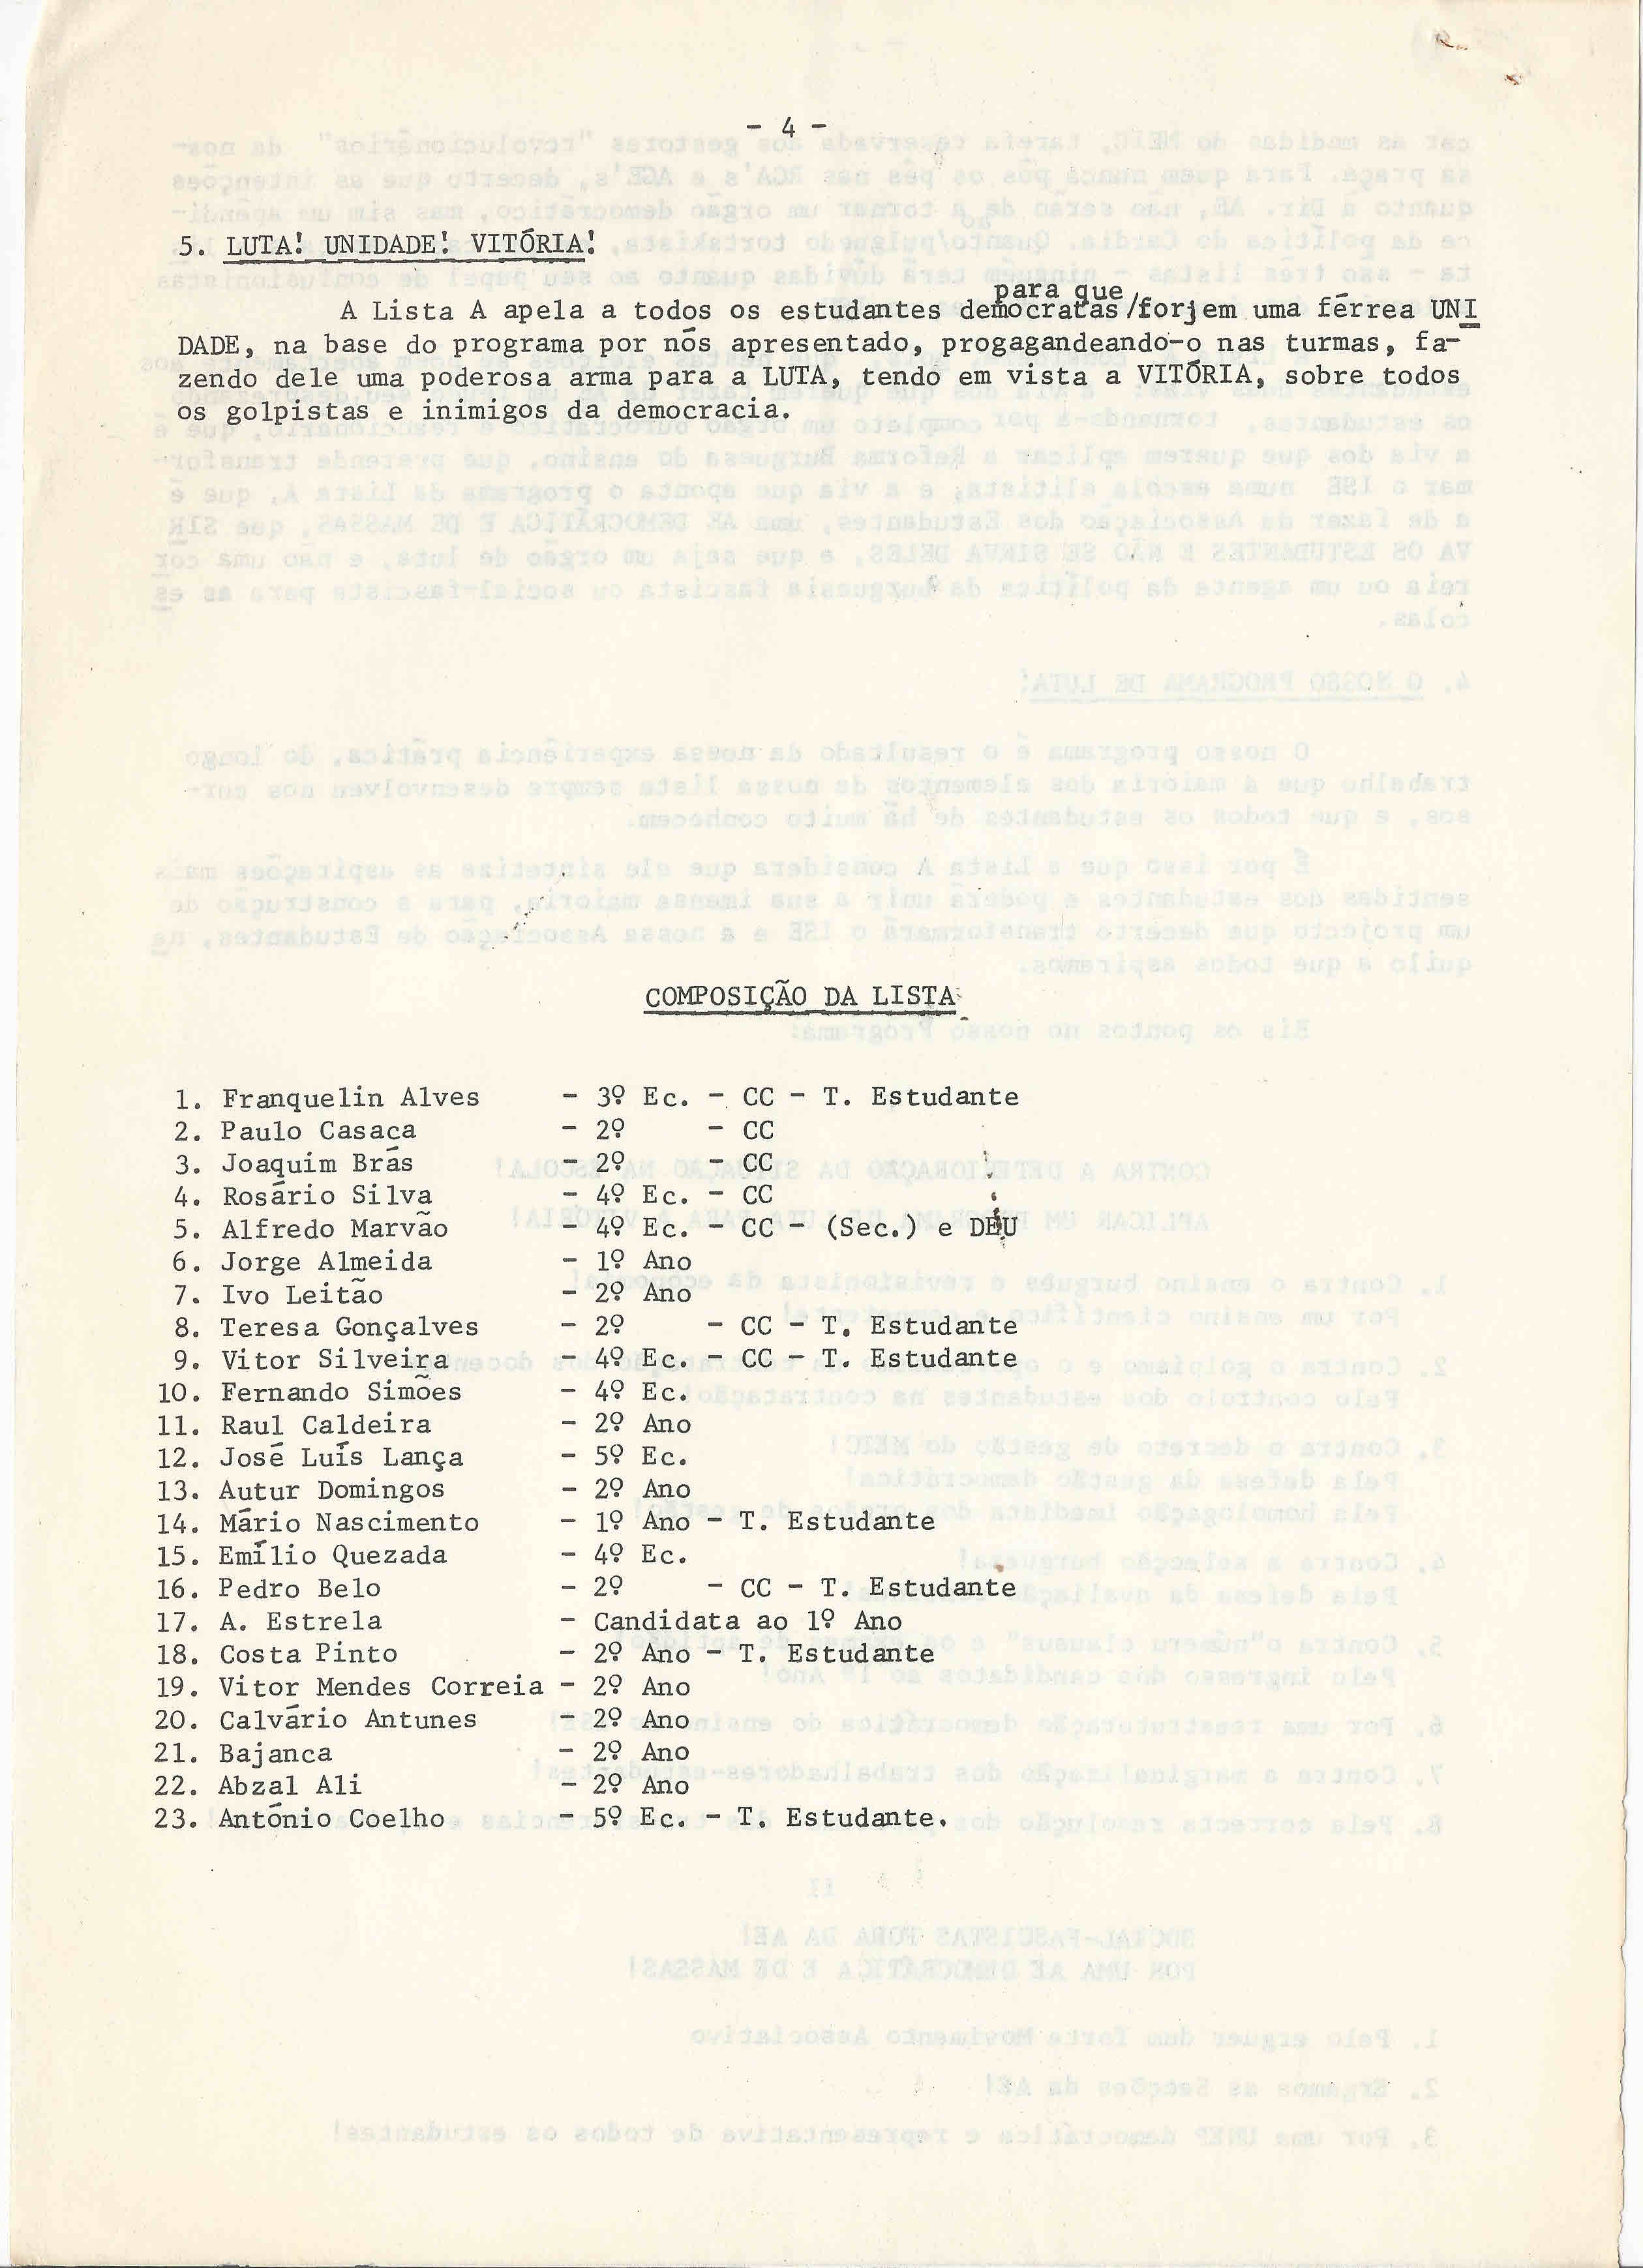 - 4 -
5. LUTA! UNIDADE! VITÓRIA!
para que
A Lista A apela a todos os estudantes democratas/forjem uma férrea UNI
DADE, na base do programa por nós apresentado, progagandeando-o nas turmas, fa-
zendo dele uma poderosa arma para a LUTA, tendo em vista a VITÓRIA, sobre todos
os golpistas e inimigos da democracia.
COMPOSIÇÃO DA LISTA
1. Franquelin Alves - 3º Ec. - CC - T. Estudante
2. Paulo Casaca - 2º - CC
3. Joaquim Brás - 2º - CC
4. Rosário Silva - 4º Ec. - CC
5. Alfredo Marvão - 4º Ec. - CC - (Sec.) e DEU
6. Jorge Almeida - 1º Ano
7. Ivo Leitão - 2º Ano
8. Teresa Gonçalves - 2º - CC - T. Estudante
9. Vitor Silveira - 4º Ec. - CC - T. Estudante
10. Fernando Simões - 4º Ec.
11. Raul Caldeira - 2º Ano
12. José Luís Lança - 5º Ec.
13. Autur Domingos - 2º Ano
14. Mário Nascimento - 1º Ano - T. Estudante
15. Emílio Quezada - 4º Ec.
16. Pedro Belo - 2º - CC - T. Estudante
17. A. Estrela - Candidata ao 1º Ano
18. Costa Pinto - 2º Ano - T. Estudante
19. Vitor Mendes Correia - 2º Ano
20. Calvário Antunes - 2º Ano
21. Bajanca - 2º Ano
22. Abzal Ali - 2º Ano
23. António Coelho - 5º Ec. - T. Estudante.